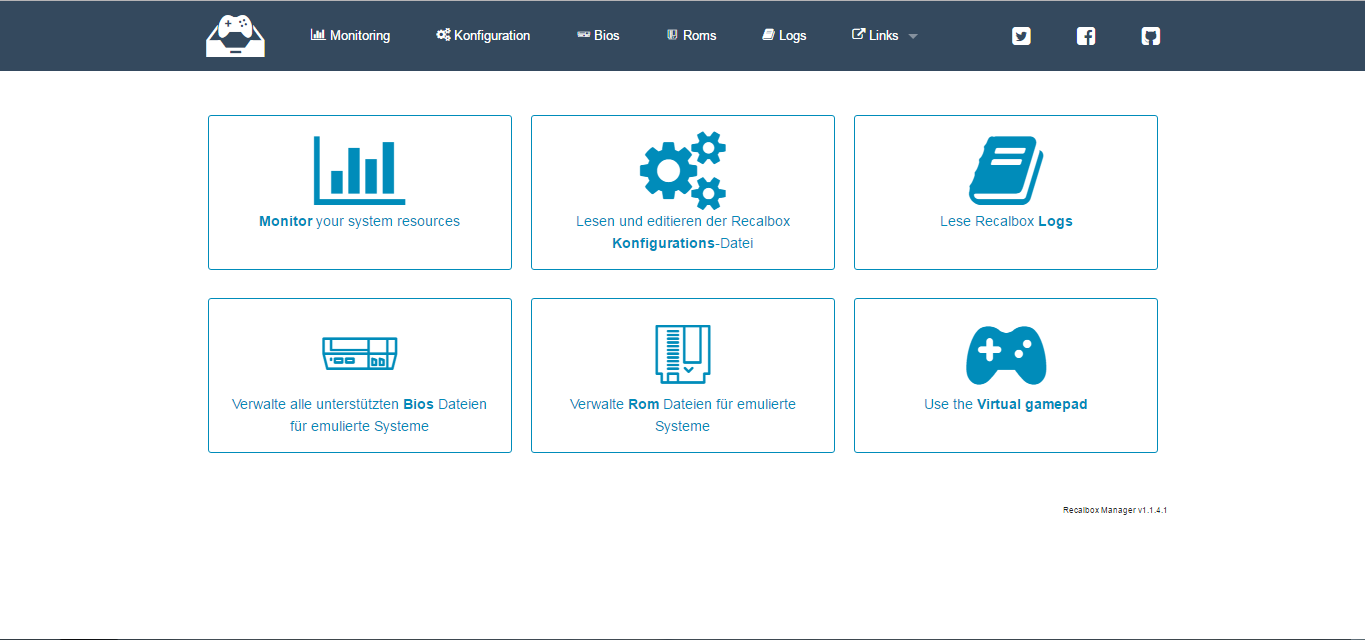 Monitoring Konfiguration Bios Roms Logs Links
Monitor your system resources
Lesen und editieren der Recalbox
Konfigurations-Datei
Lese Recalbox Logs
Verwalte alle unterstützten Bios Dateien
für emulierte Systeme
Verwalte Rom Dateien für emulierte
Systeme
Use the Virtual gamepad
Recalbox Manager v1.1.4.1